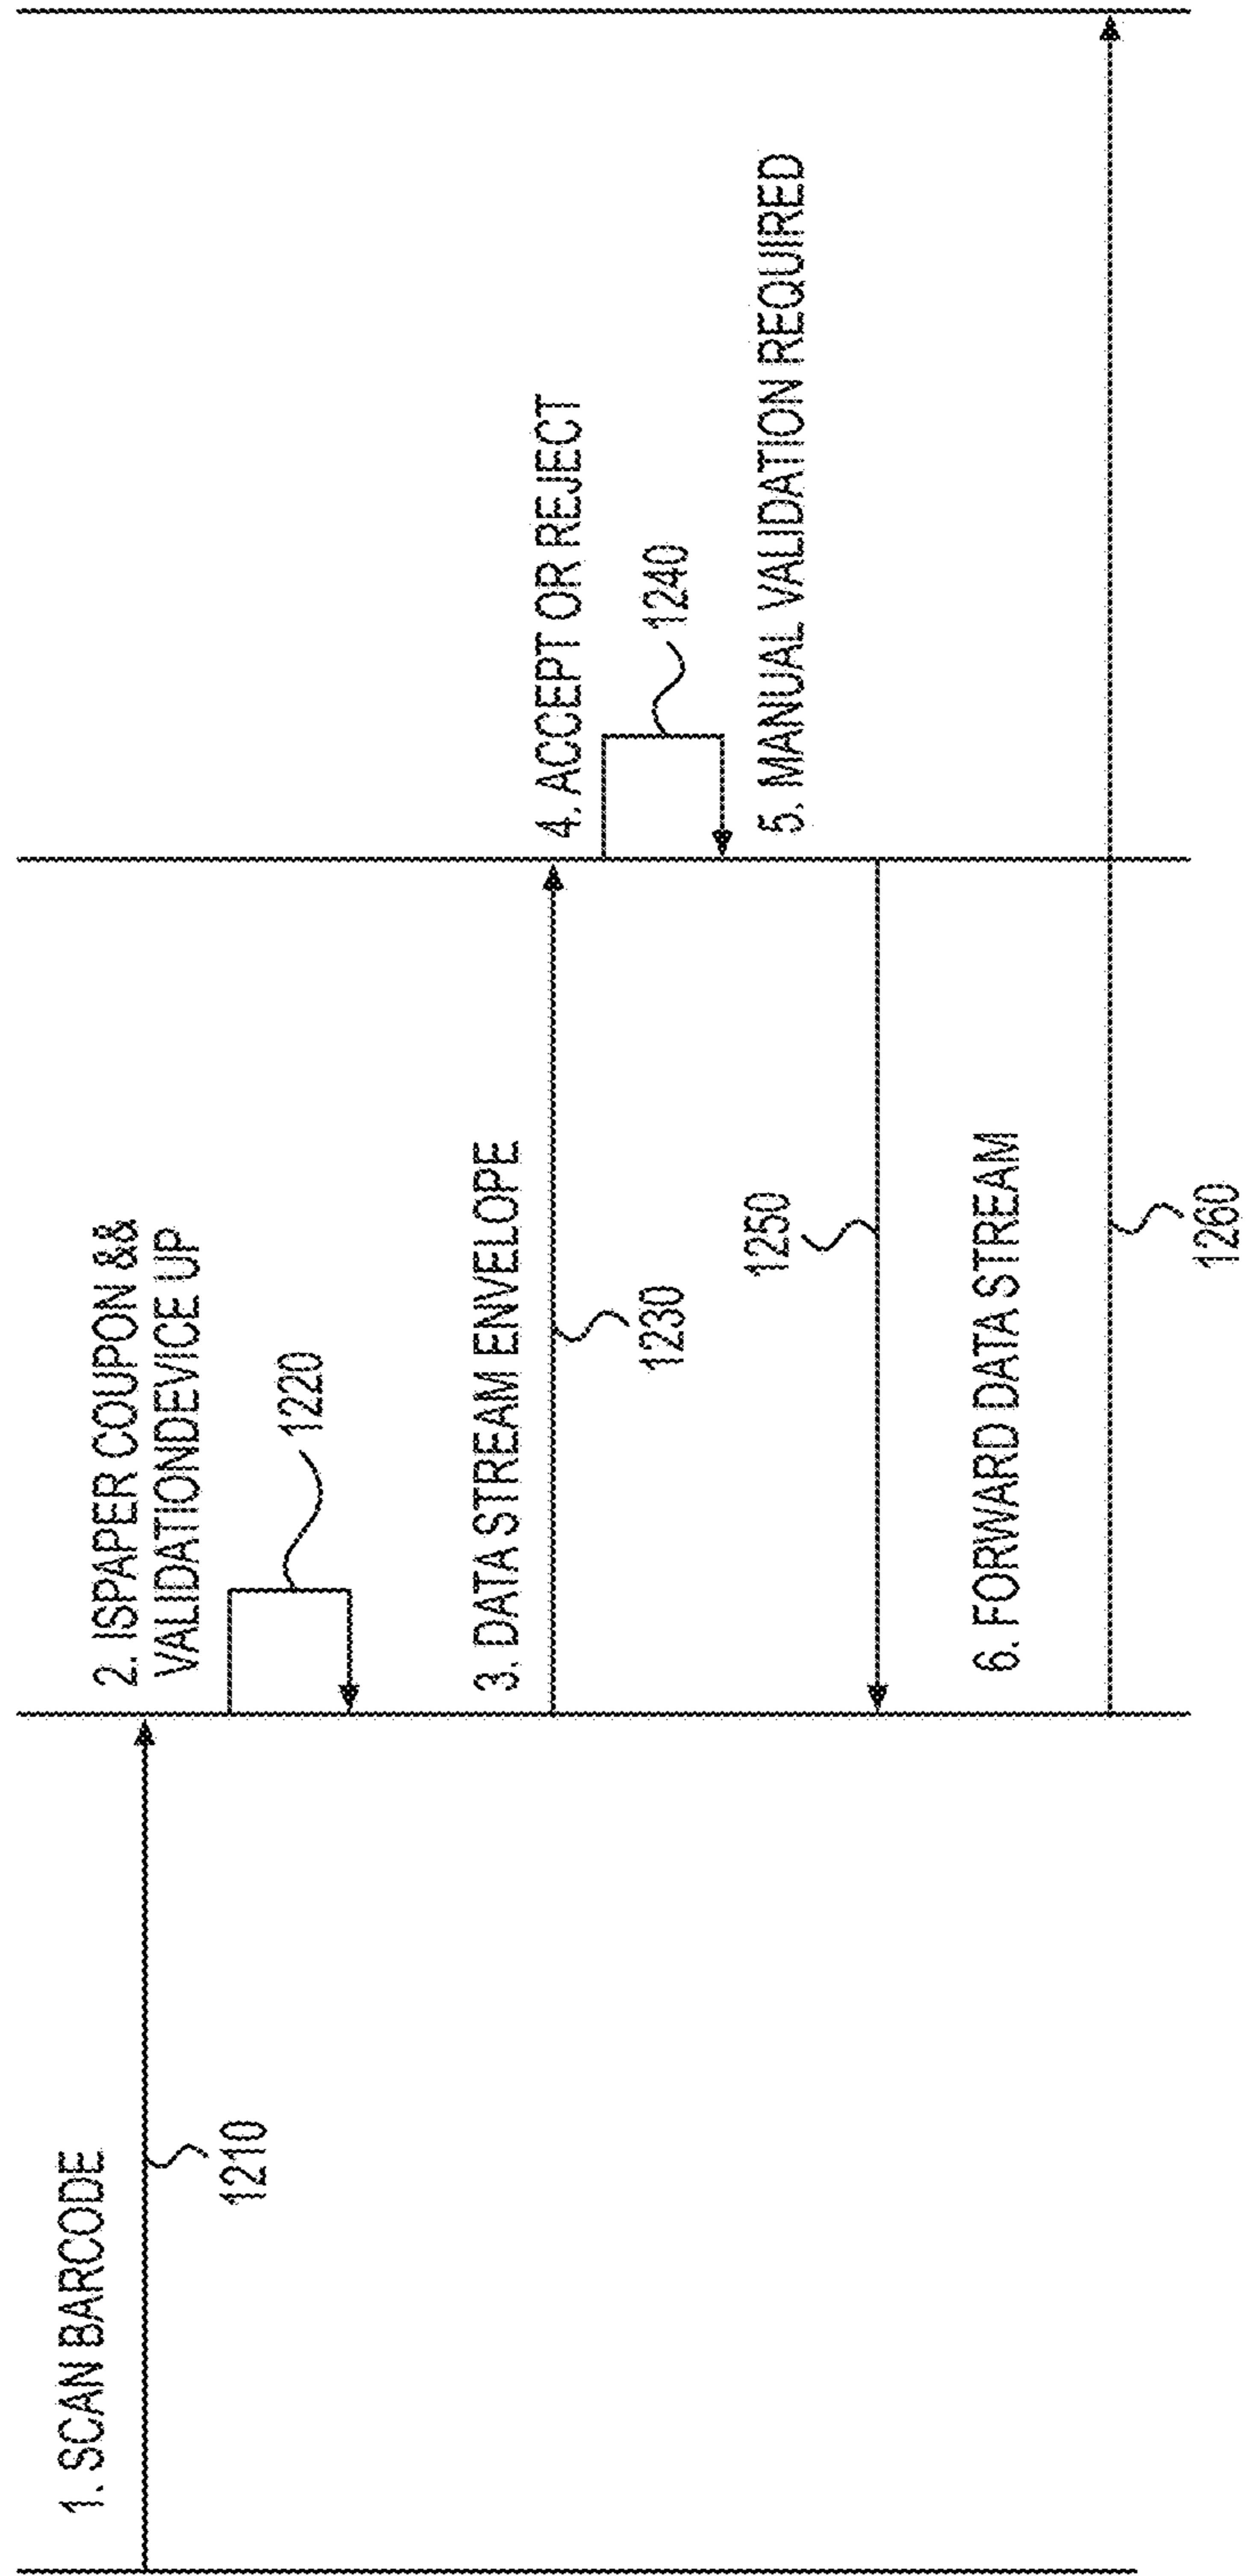 1. SCAN BARCODE
1210
2. ISPAPER COUPON &&
VALIDATIONDEVICE UP
1220
3. DATA STREAM ENVELOPE
1230
4. ACCEPT OR REJECT
1240
5. MANUAL VALIDATION REQUIRED
1250
6. FORWARD DATA STREAM
1260